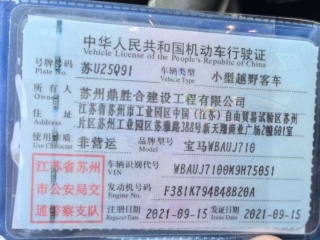 中华人民共和国机动车行驶证
Vehicle License of the People's Republic of China
号牌号码 苏U25Q91 车辆类型 小型越野客车
Plate No. Vehicle Type
所有人 苏州鼎胜合建设工程有限公司
Owner
住址 江苏省苏州市工业园区中国（江苏）自由贸易试验区苏州
片区苏州工业园区苏雅路388号新天翔商业广场2幢601室
使用性质 非营运 品牌型号 宝马WBAUJ710
江苏省苏州
市公安局交
通警察支队
车辆识别代号 WBAUJ7100M9H75051
VIN
发动机号码 F381K794B48B20A
Engine No.
注册日期 2021-09-15 发证日期 2021-09-15
Register Date Issue Date